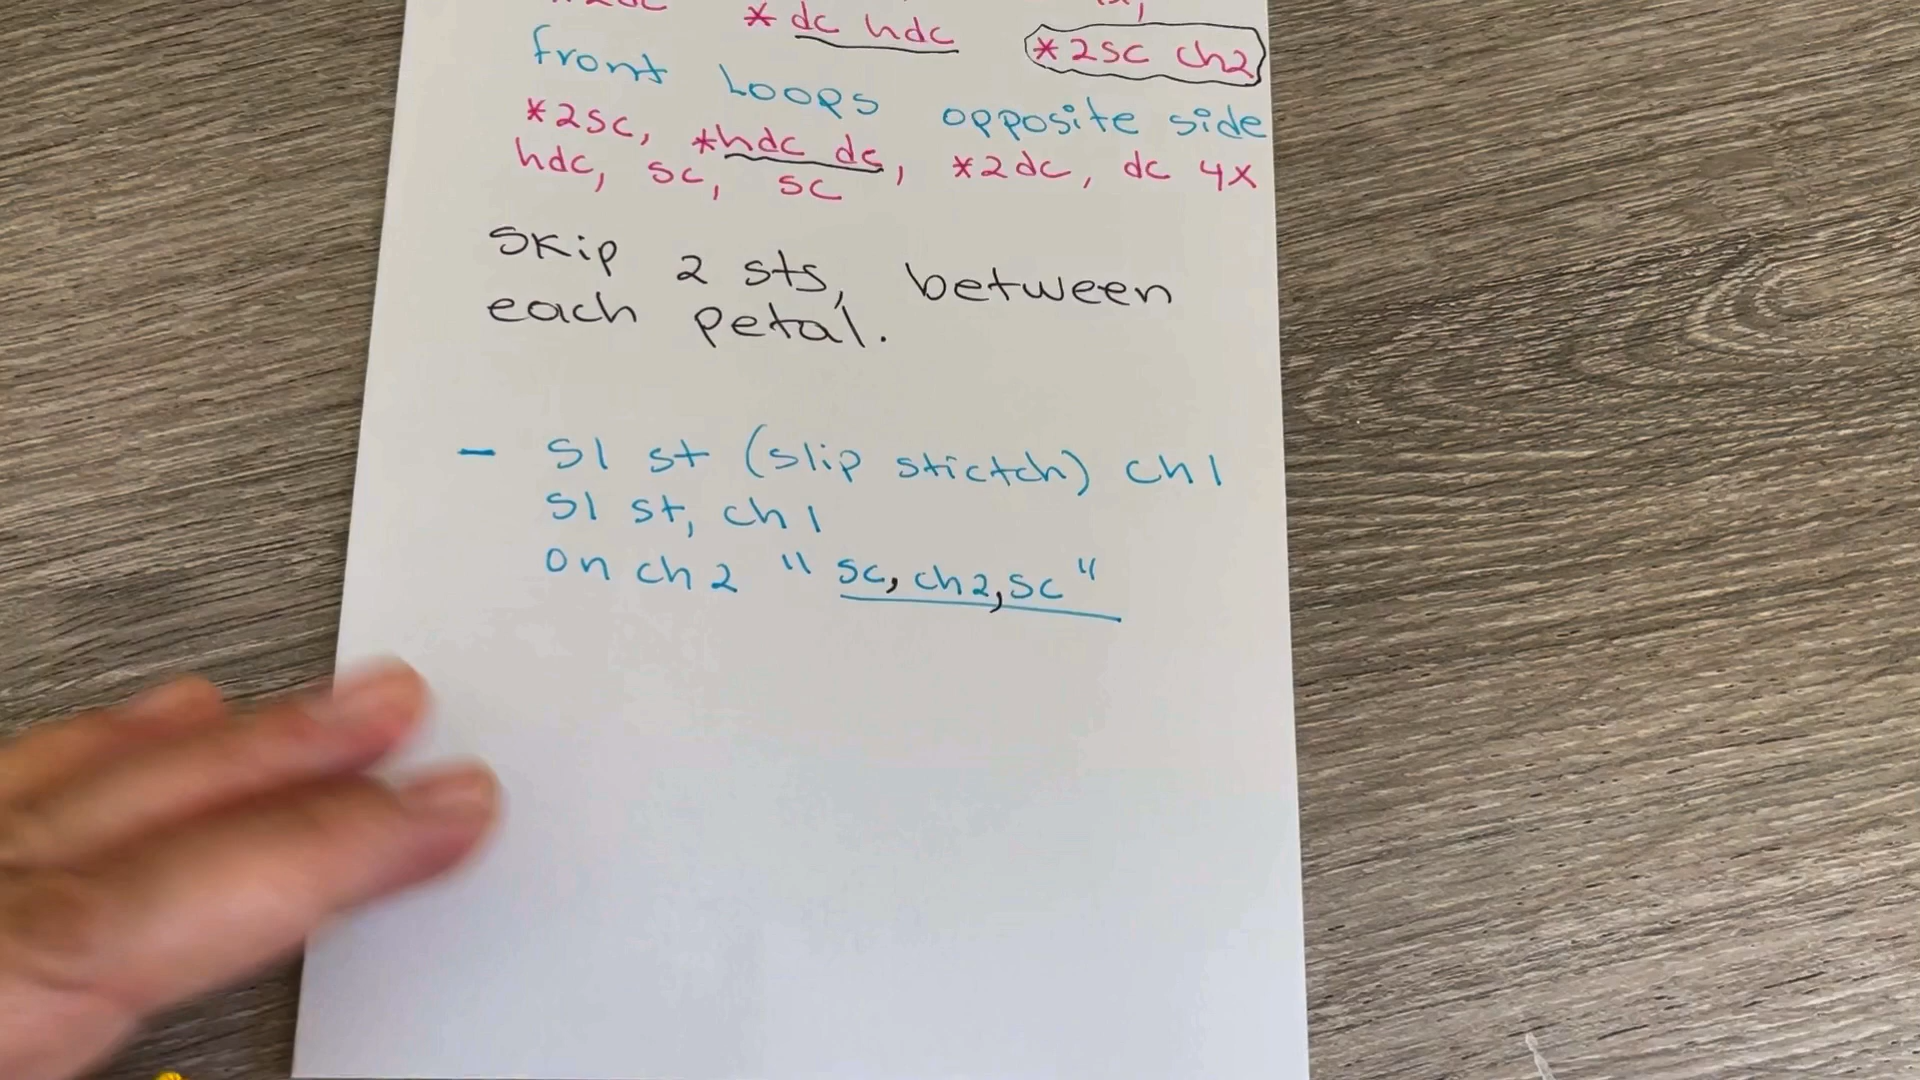 * dc hdc
*2sc ch2
front Loops opposite side
*2sc, *hdc dc, *2dc, dc 4x
hdc, sc, sc
Skip 2 sts, between
each petal.
- sl st (slip stictch) ch1
sl st, ch1
on ch2 "sc, ch2, sc"